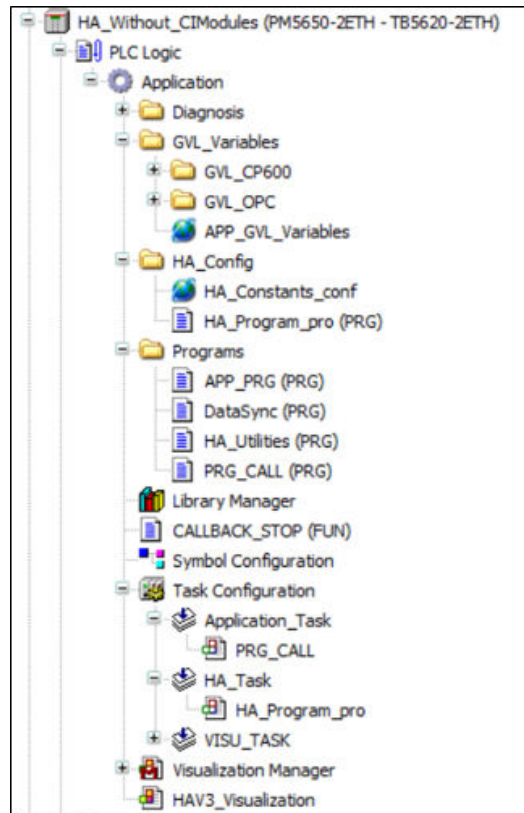 HA_Without_CIModules (PM5650-2ETH - TB5620-2ETH)
PLC Logic
Application
Diagnosis
GVL_Variables
GVL_CP600
GVL_OPC
APP_GVL_Variables
HA_Config
HA_Constants_conf
HA_Program_pro (PRG)
Programs
APP_PRG (PRG)
DataSync (PRG)
HA_Utilities (PRG)
PRG_CALL (PRG)
Library Manager
CALLBACK_STOP (FUN)
Symbol Configuration
Task Configuration
Application_Task
PRG_CALL
HA_Task
HA_Program_pro
VISU_TASK
Visualization Manager
HAV3_Visualization